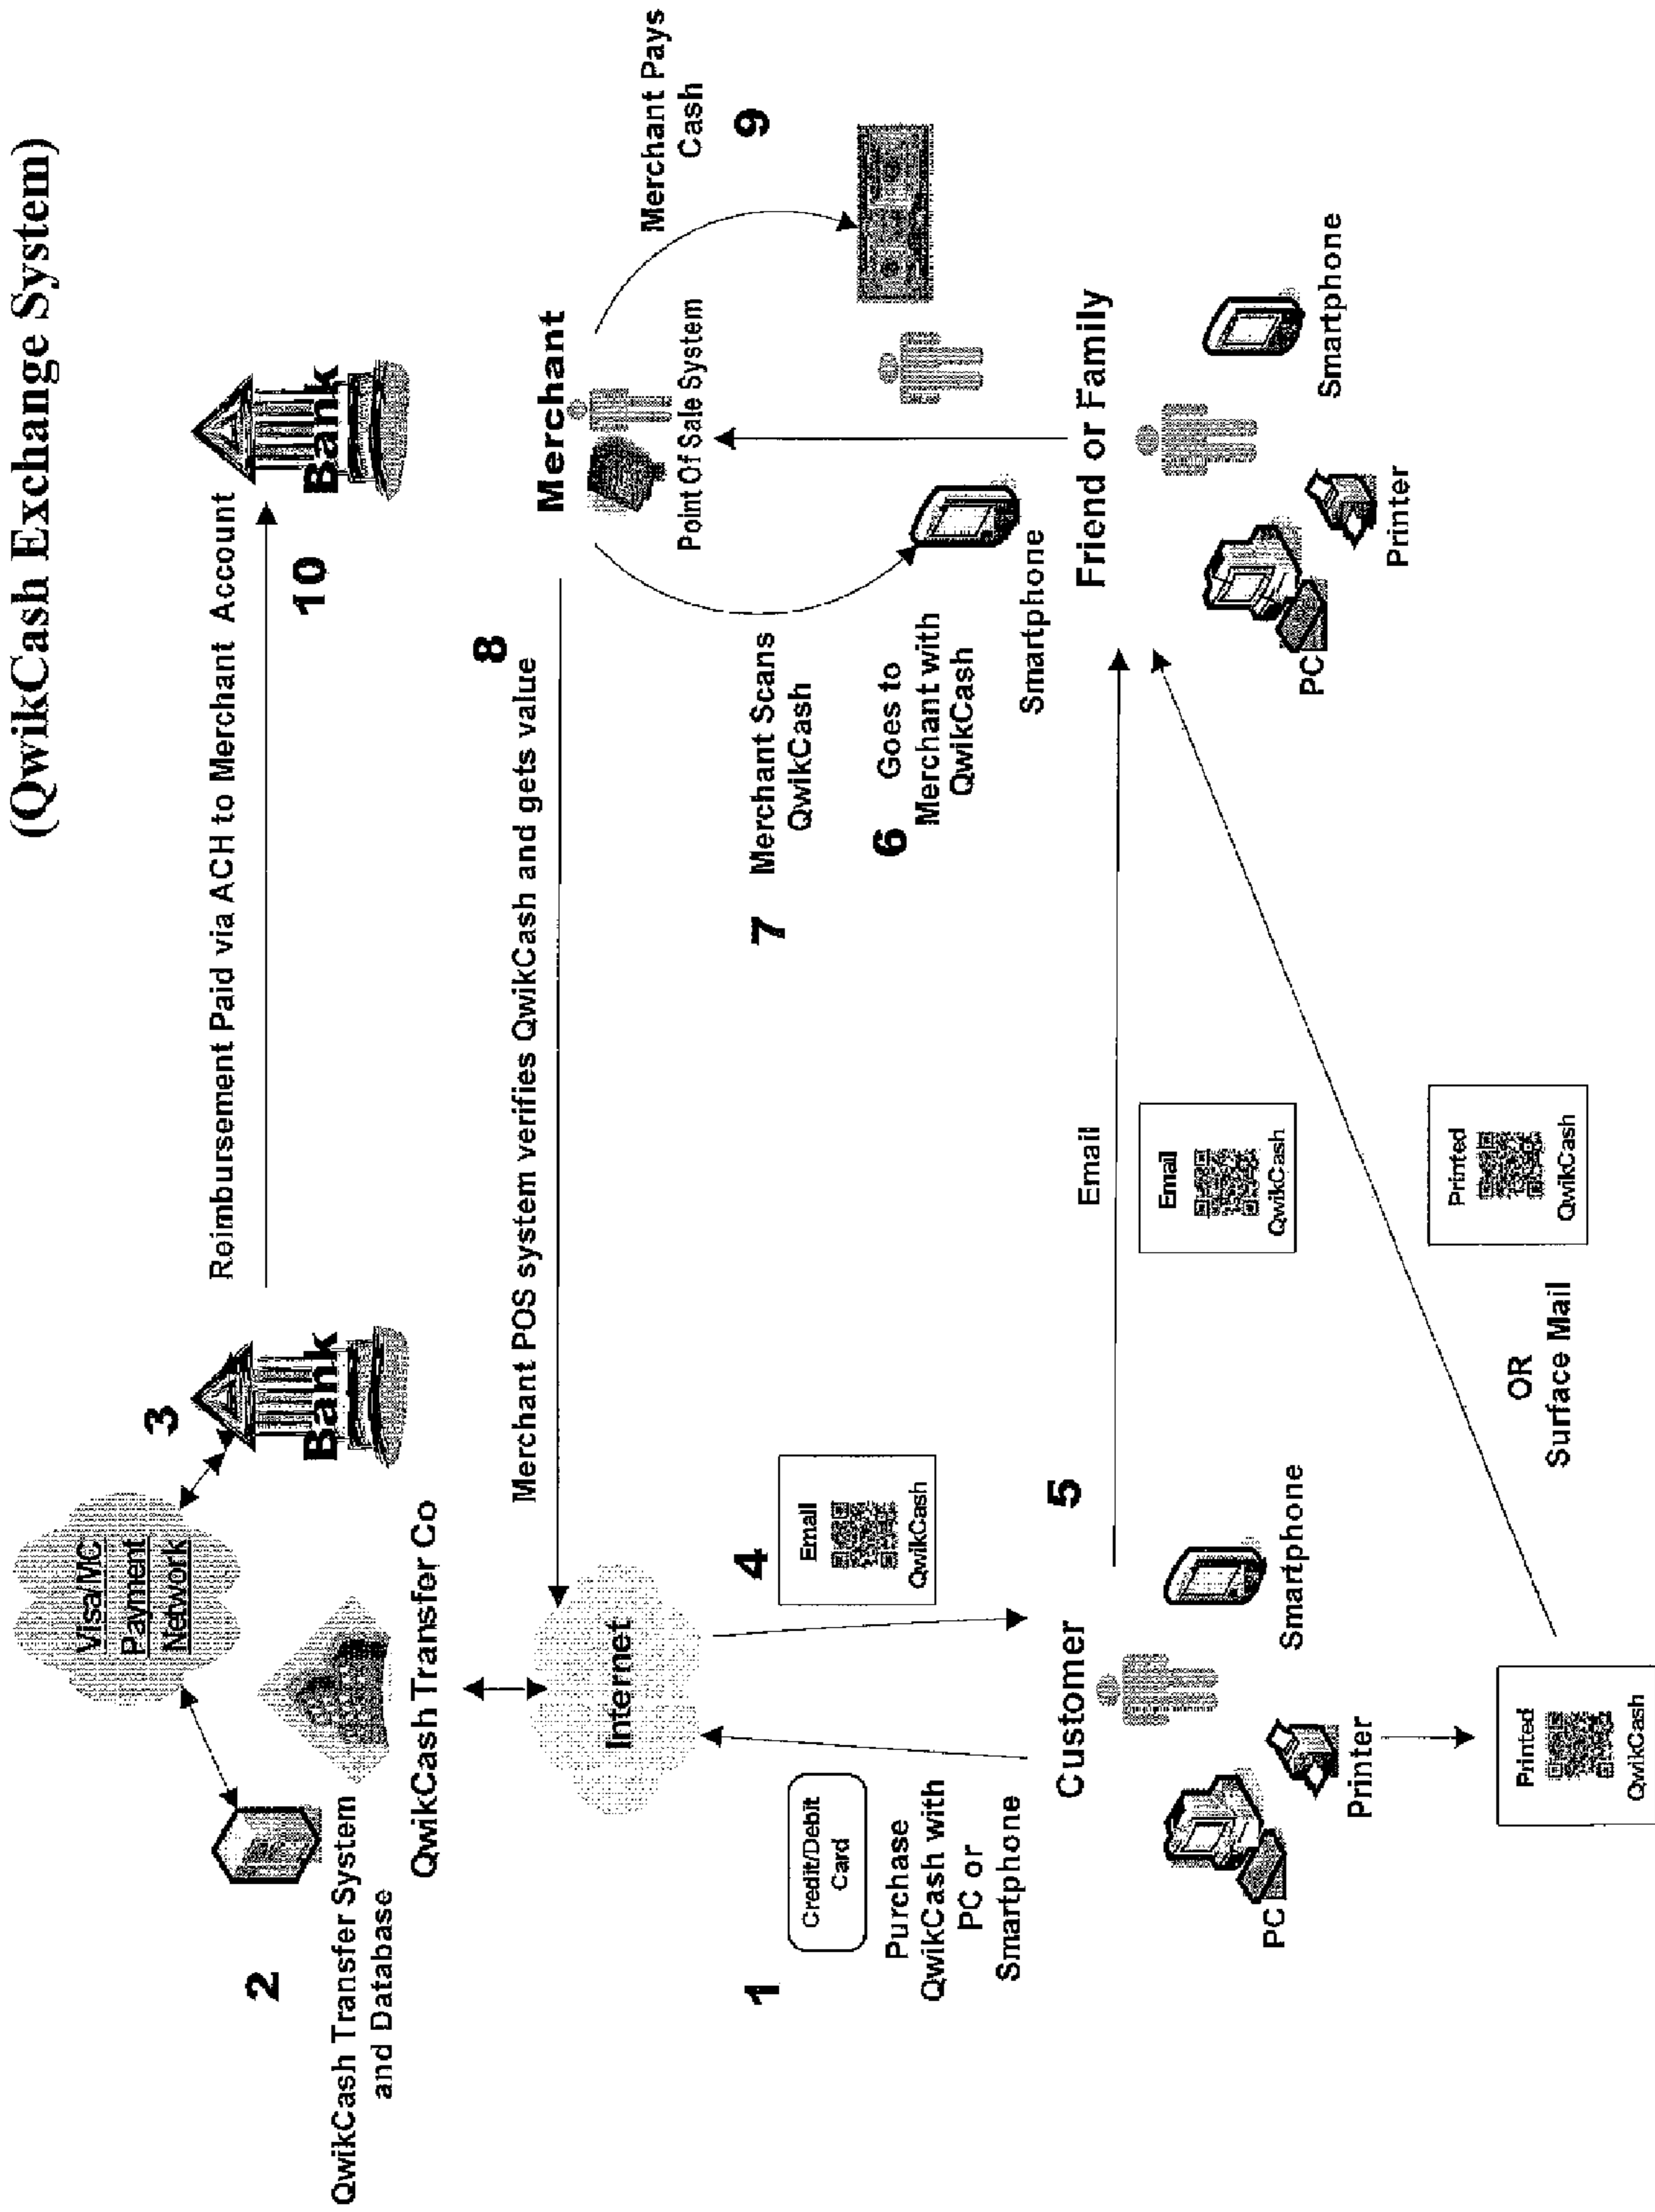 (QwikCash Exchange System)
Visa/MC
Payment
Network
3
Reimbursement Paid via ACH to Merchant Account
2
QwikCash Transfer System
and Database
Bank
10
Bank
QwikCash Transfer Co
8
Merchant POS system verifies QwikCash and gets value
Merchant
Internet
Point Of Sale System
Merchant Pays
Cash
9
1
Credit/Debit
Card
Purchase
QwikCash with
PC or
Smartphone
4
Email
QwikCash
7
Merchant Scans
QwikCash
6
Goes to
Merchant with
QwikCash
Smartphone
Customer
5
Email
Friend or Family
Email
QwikCash
PC
Printer
Smartphone
PC
Printer
Smartphone
Printed
QwikCash
OR
Surface Mail
Printed
QwikCash